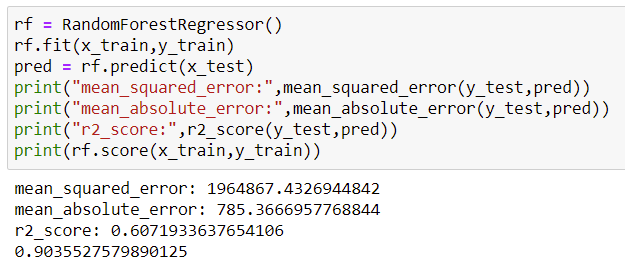 rf = RandomForestRegressor()
rf.fit(x_train,y_train)
pred = rf.predict(x_test)
print("mean_squared_error:",mean_squared_error(y_test,pred))
print("mean_absolute_error:",mean_absolute_error(y_test,pred))
print("r2_score:",r2_score(y_test,pred))
print(rf.score(x_train,y_train))
mean_squared_error: 1964867.4326944842
mean_absolute_error: 785.3666957768844
r2_score: 0.6071933637654106
0.9035527579890125